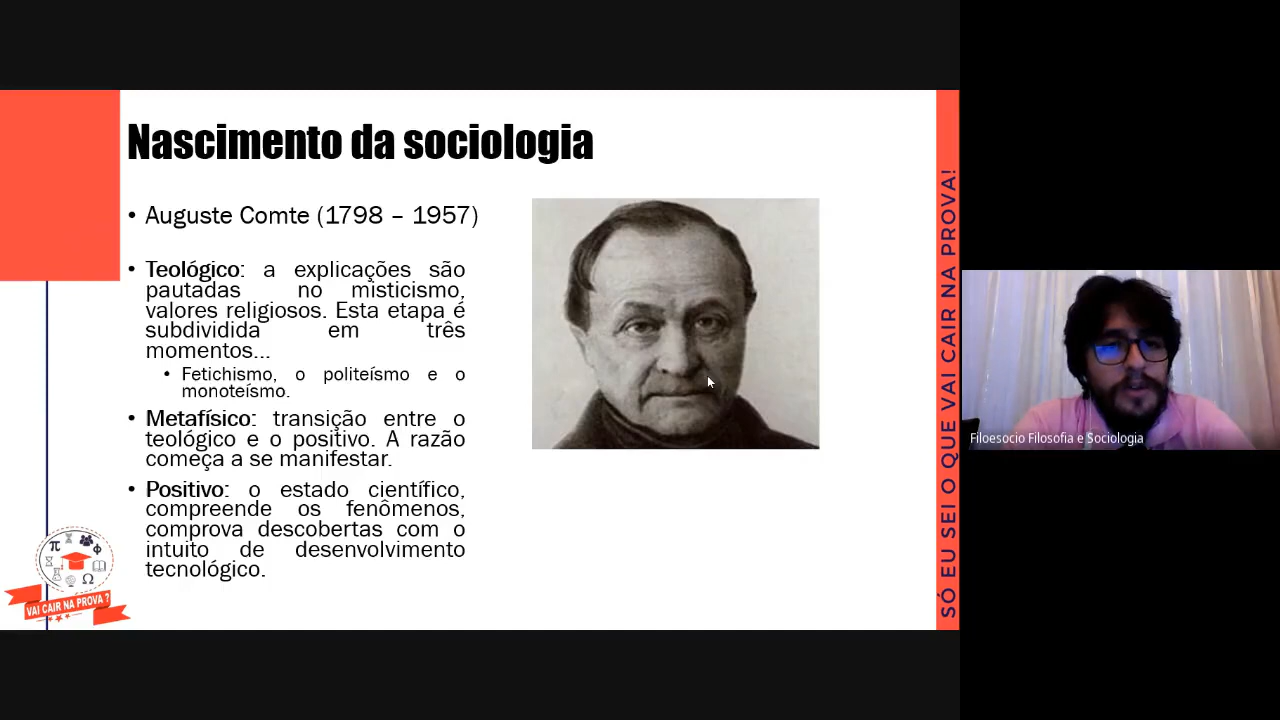 Nascimento da sociologia
• Auguste Comte (1798 – 1957)
• Teológico: a explicações são
pautadas no misticismo,
valores religiosos. Esta etapa é
subdividida em três
momentos...
• Fetichismo, o politeísmo e o
monoteísmo.
• Metafísico: transição entre o
teológico e o positivo. A razão
começa a se manifestar.
• Positivo: o estado científico,
compreende os fenômenos,
comprova descobertas com o
intuito de desenvolvimento
tecnológico.
π
Φ
Ω
VAI CAIR NA PROVA ?
SÓ EU SEI O QUE VAI CAIR NA PROVA!
Filoesocio Filosofia e Sociologia